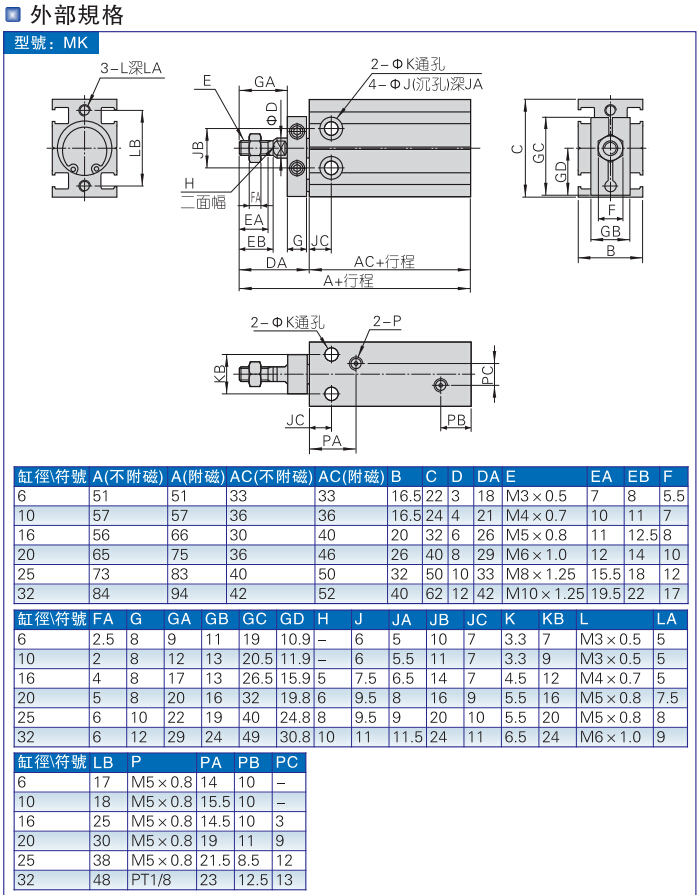 外部規格
型號: MK
3-L深LA
GA
2-ΦK通孔
4-ΦJ(沉孔)深JA
E
ΦD
LB
JB
H
二面幅
FA
EA
EB
G
JC
DA
AC+行程
A+行程
C
GC
GD
F
GB
B
2-ΦK通孔
2-P
KB
PC
JC
PB
PA
缸徑\符號 A(不附磁) A(附磁) AC(不附磁) AC(附磁) B C D DA E EA EB F
6 51 51 33 33 16.5 22 3 18 M3×0.5 7 8 5.5
10 57 57 36 36 16.5 24 4 21 M4×0.7 10 11 7
16 56 66 30 40 20 32 6 26 M5×0.8 11 12.5 8
20 65 75 36 46 26 40 8 29 M6×1.0 12 14 10
25 73 83 40 50 32 50 10 33 M8×1.25 15.5 18 12
32 84 94 42 52 40 62 12 42 M10×1.25 19.5 22 17
缸徑\符號 FA G GA GB GC GD H J JA JB JC K KB L LA
6 2.5 8 9 11 19 10.9 – 6 5 10 7 3.3 7 M3×0.5 5
10 2 8 12 13 20.5 11.9 – 6 5.5 11 7 3.3 9 M3×0.5 5
16 4 8 17 13 26.5 15.9 5 7.5 6.5 14 7 4.5 12 M4×0.7 5
20 5 8 20 16 32 19.8 6 9.5 8 16 9 5.5 16 M5×0.8 7.5
25 6 10 22 19 40 24.8 8 9.5 9 20 10 5.5 20 M5×0.8 8
32 6 12 29 24 49 30.8 10 11 11.5 24 11 6.5 24 M6×1.0 9
缸徑\符號 LB P PA PB PC
6 17 M5×0.8 14 10 –
10 18 M5×0.8 15.5 10 –
16 25 M5×0.8 14.5 10 3
20 30 M5×0.8 19 11 9
25 38 M5×0.8 21.5 8.5 12
32 48 PT1/8 23 12.5 13